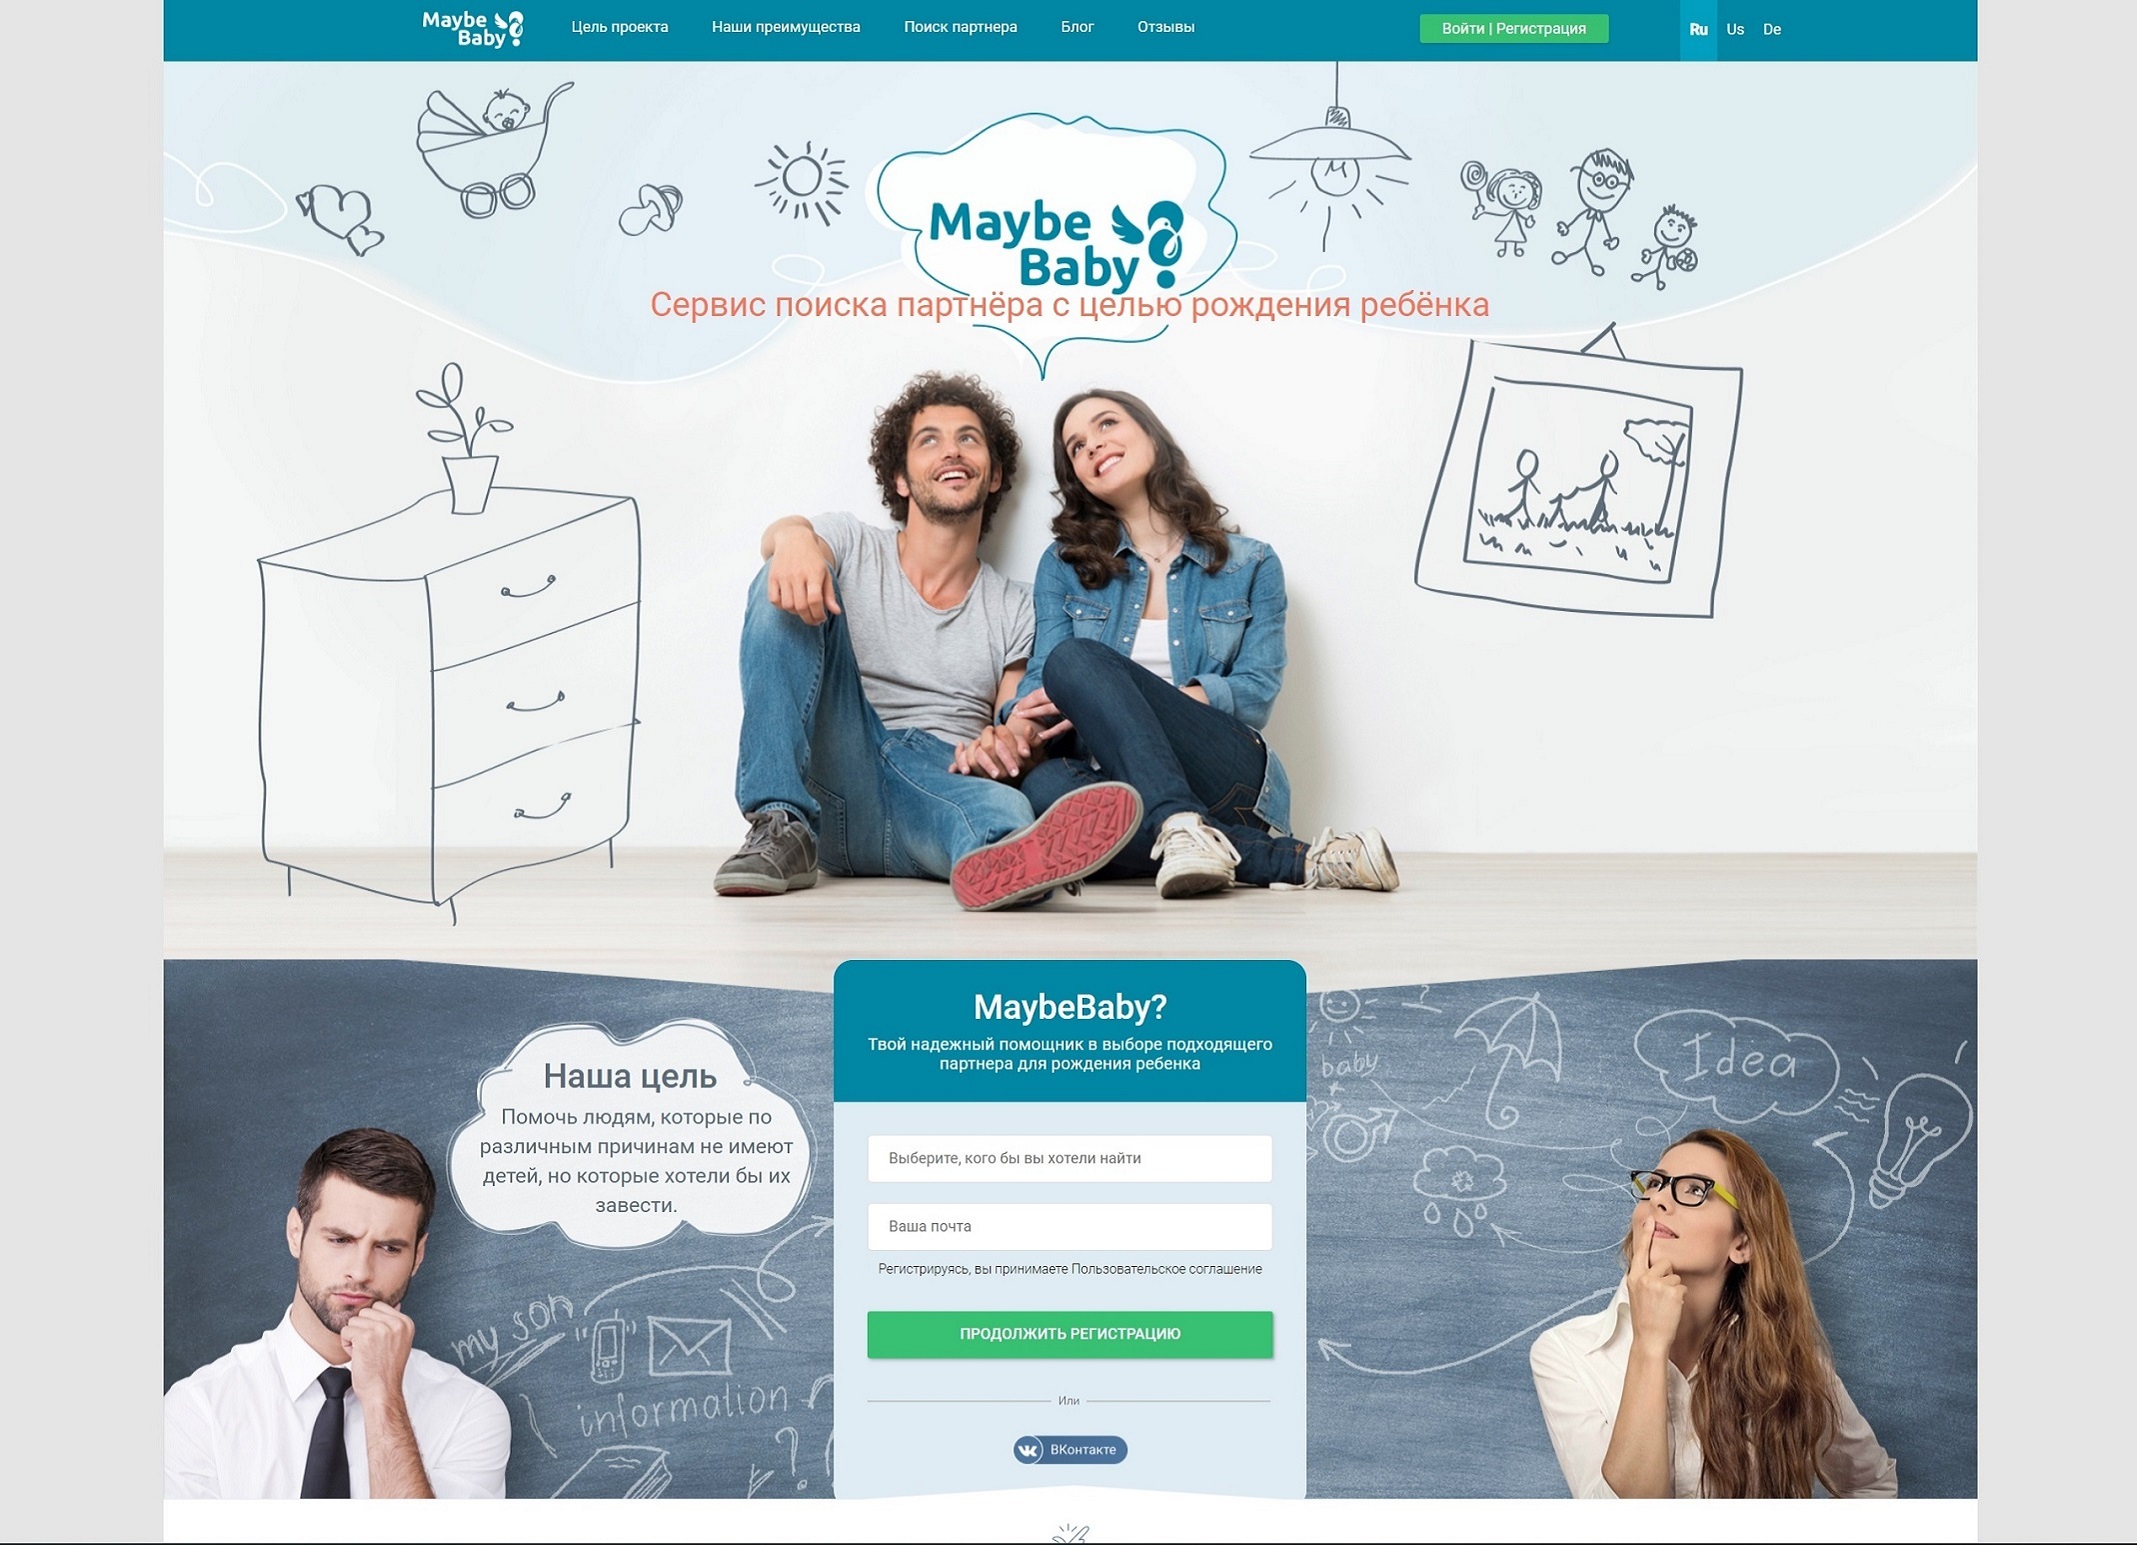 Maybe
Baby
Цель проекта
Наши преимущества
Поиск партнера
Блог
Отзывы
Войти | Регистрация
Ru
Us
De
Maybe
Baby
Сервис поиска партнёра с целью рождения ребёнка
MaybeBaby?
Твой надежный помощник в выборе подходящего
партнера для рождения ребенка
Наша цель
Помочь людям, которые по
различным причинам не имеют
детей, но которые хотели бы их
завести.
Выберите, кого бы вы хотели найти
Ваша почта
Регистрируясь, вы принимаете Пользовательское соглашение
ПРОДОЛЖИТЬ РЕГИСТРАЦИЮ
Или
ВКонтакте
my son
information
?
baby
Idea